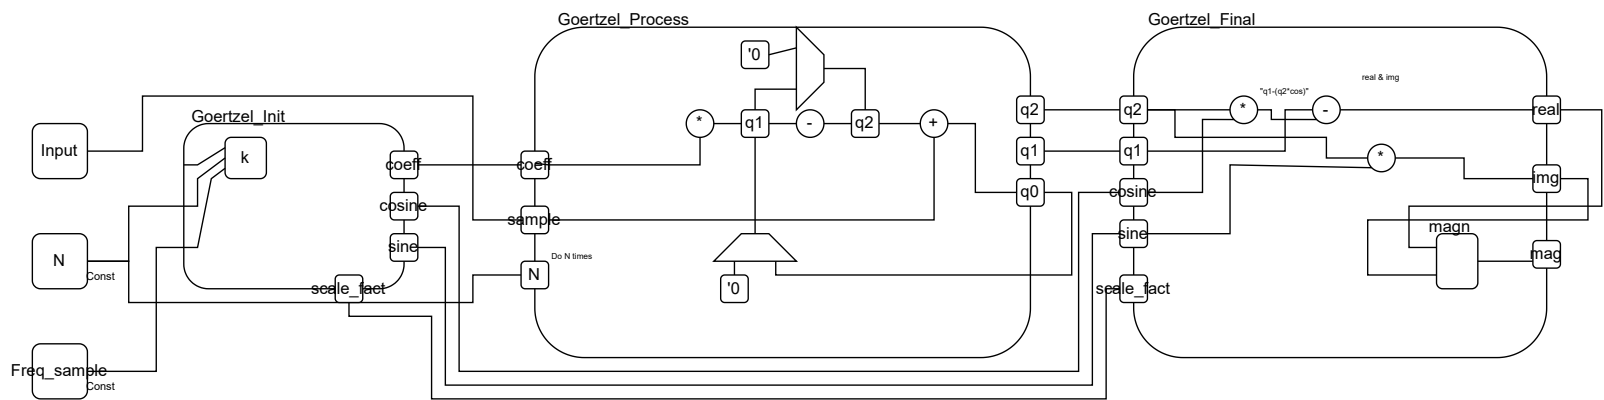 Goertzel_Process
Goertzel_Final
'0
real & img
"q1-(q2*cos)"
Goertzel_Init
*
q1
-
q2
+
q2
q2
*
-
real
Input
k
coeff
coeff
q1
q1
*
cosine
sample
q0
cosine
img
N
Const
sine
Do N times
N
sine
magn
mag
scale_fact
'0
scale_fact
Freq_sample
Const